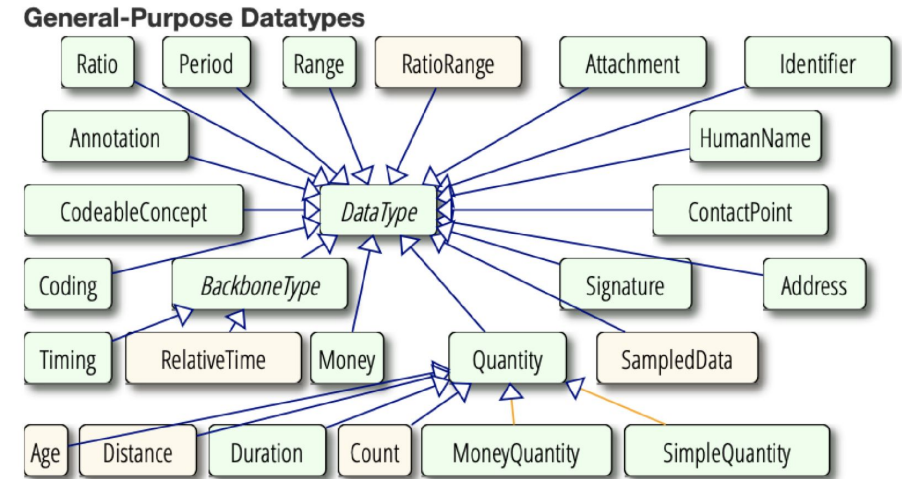 General-Purpose Datatypes
Ratio
Period
Range
RatioRange
Attachment
Identifier
Annotation
HumanName
CodeableConcept
DataType
ContactPoint
Coding
BackboneType
Signature
Address
Timing
RelativeTime
Money
Quantity
SampledData
Age
Distance
Duration
Count
MoneyQuantity
SimpleQuantity